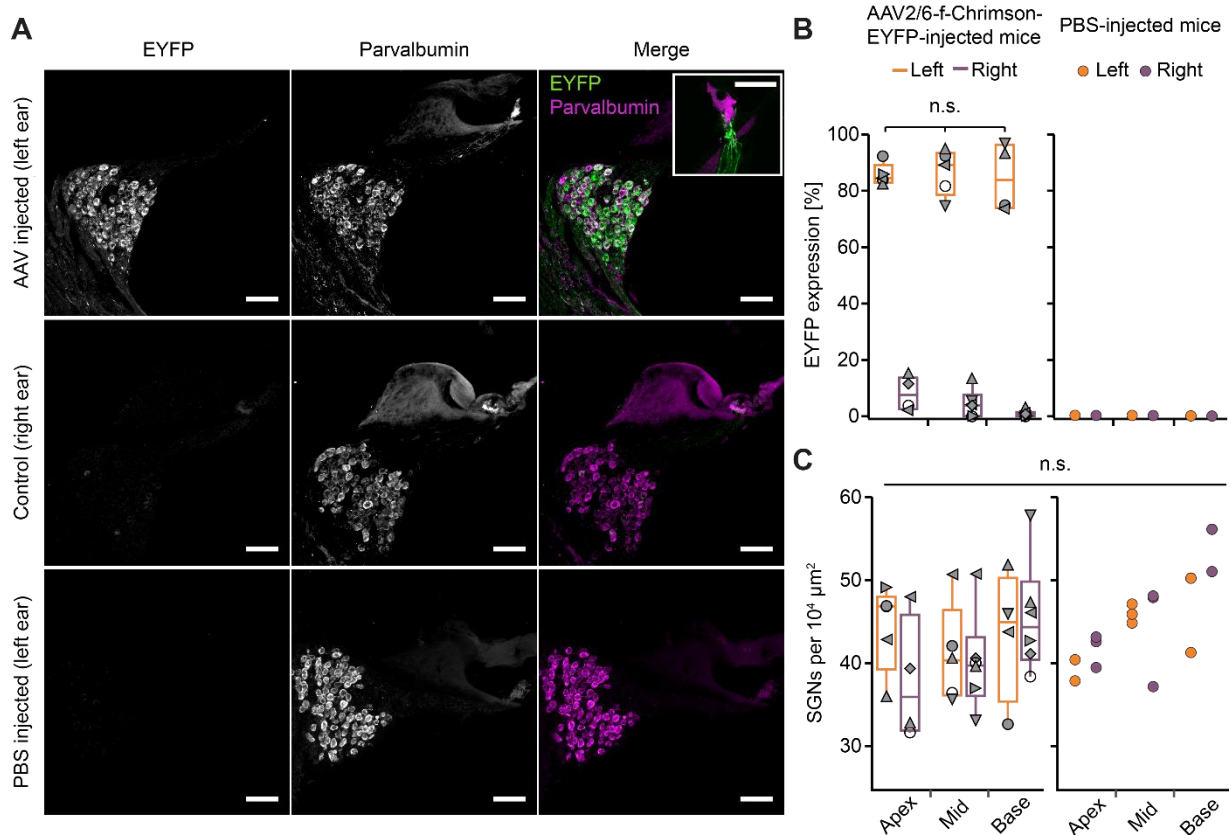 A
EYFP
Parvalbumin
Merge
AAV injected (left ear)
EYFP
Parvalbumin
Control (right ear)
PBS injected (left ear)
B
AAV2/6-f-Chrimson-
EYFP-injected mice
PBS-injected mice
Left
Right
Left
Right
n.s.
EYFP expression [%]
100
80
60
40
20
0
C
n.s.
SGNs per 10⁴ µm²
60
50
40
30
Apex
Mid
Base
Apex
Mid
Base